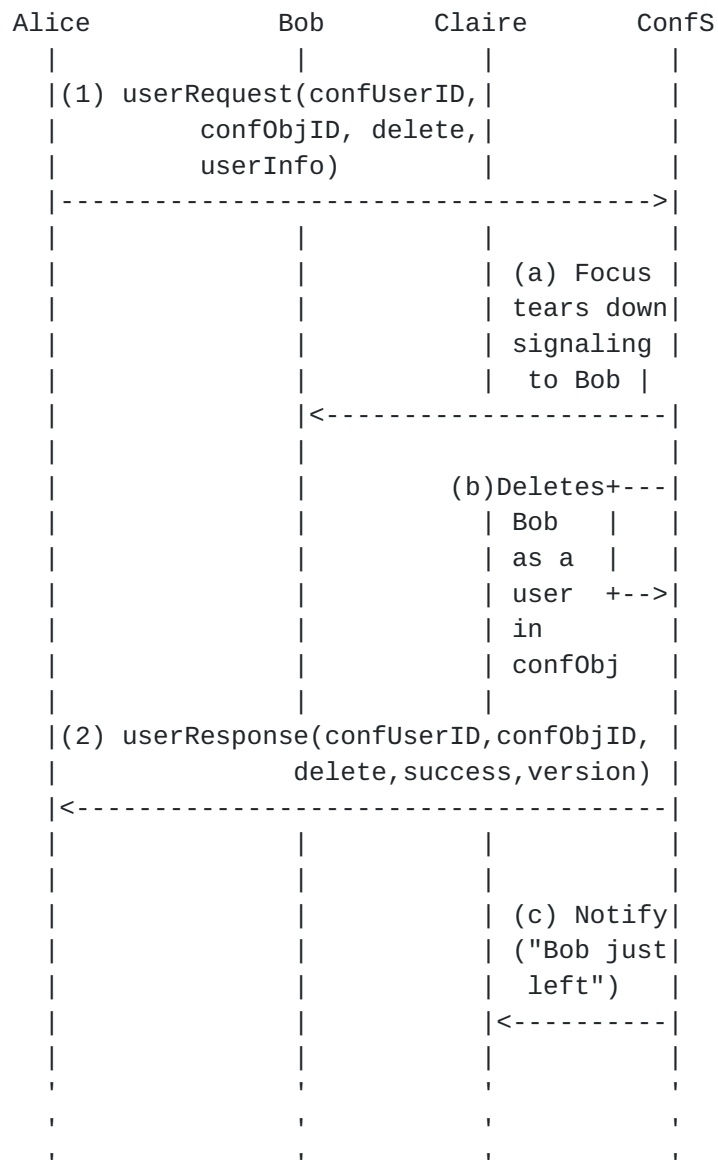 Alice Bob Claire ConfS
(1) userRequest(confUserID,
confObjID, delete,
userInfo)
(a) Focus
tears down
signaling
to Bob
(b)Deletes
Bob
as a
user
in
confObj
(2) userResponse(confUserID,confObjID,
delete,success,version)
(c) Notify
("Bob just
left")